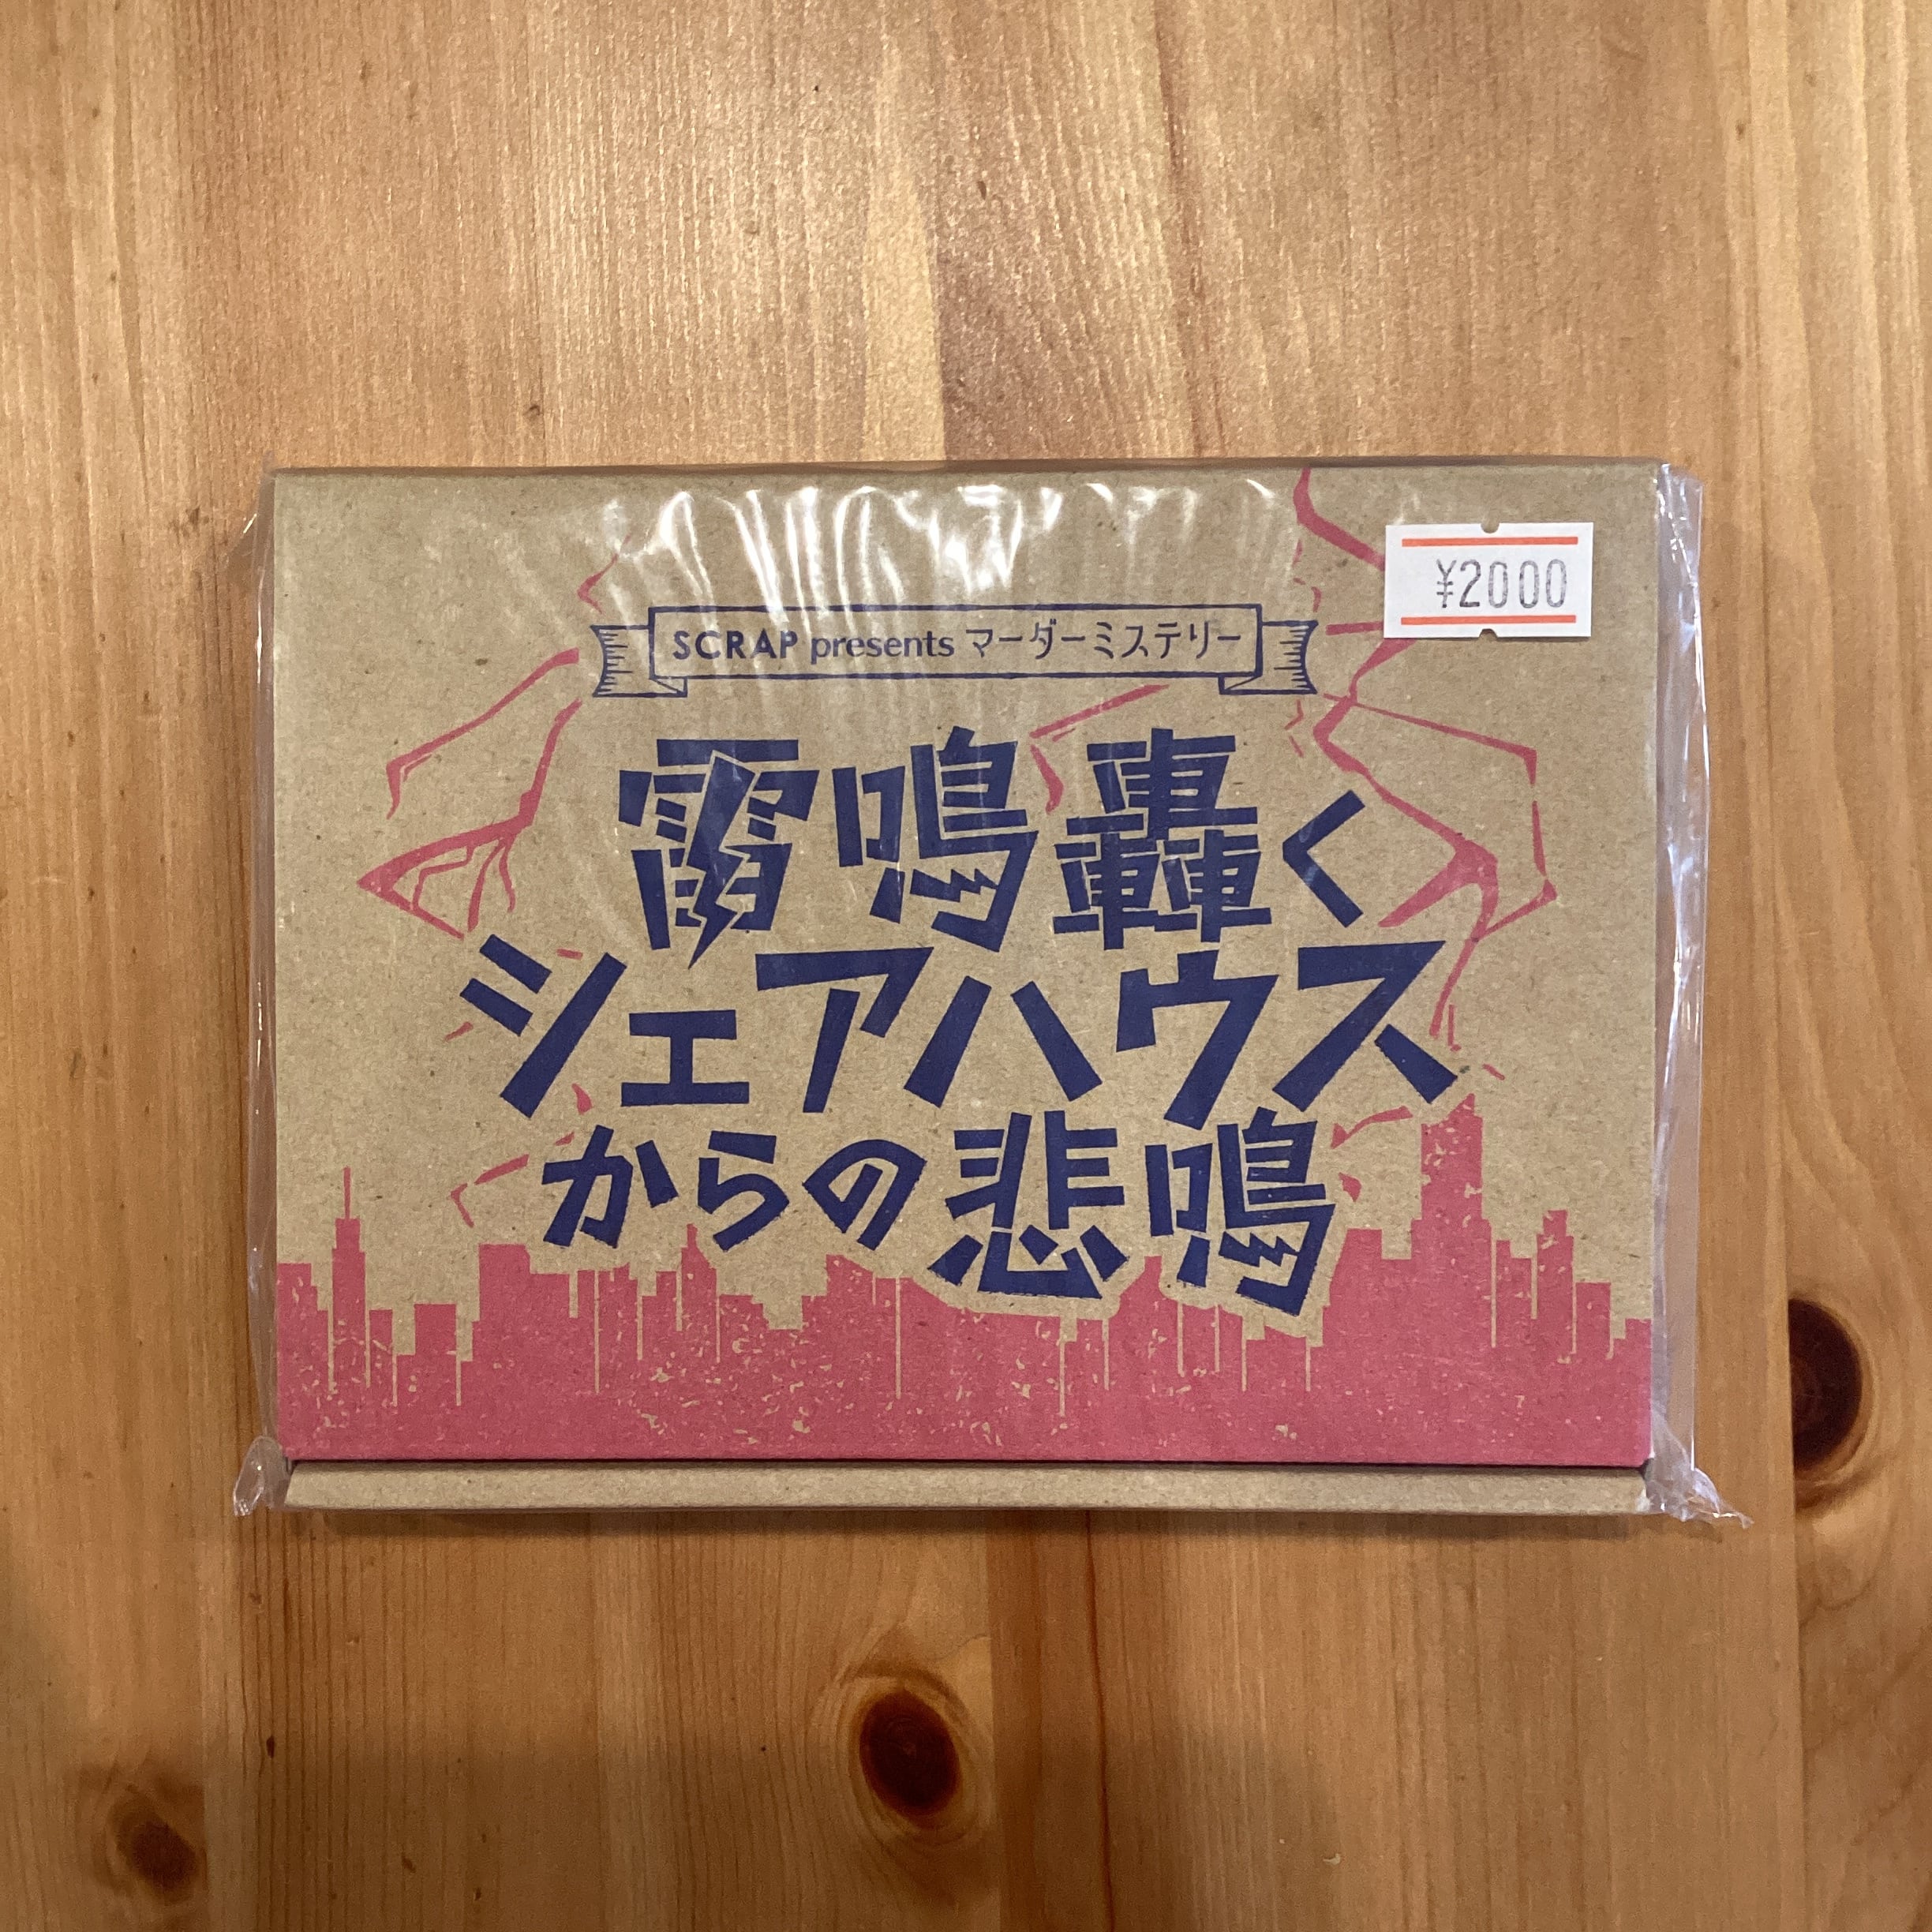 ¥2000
SCRAP presents マーダーミステリー
雷鳴轟く
シェアハウス
からの悲鳴